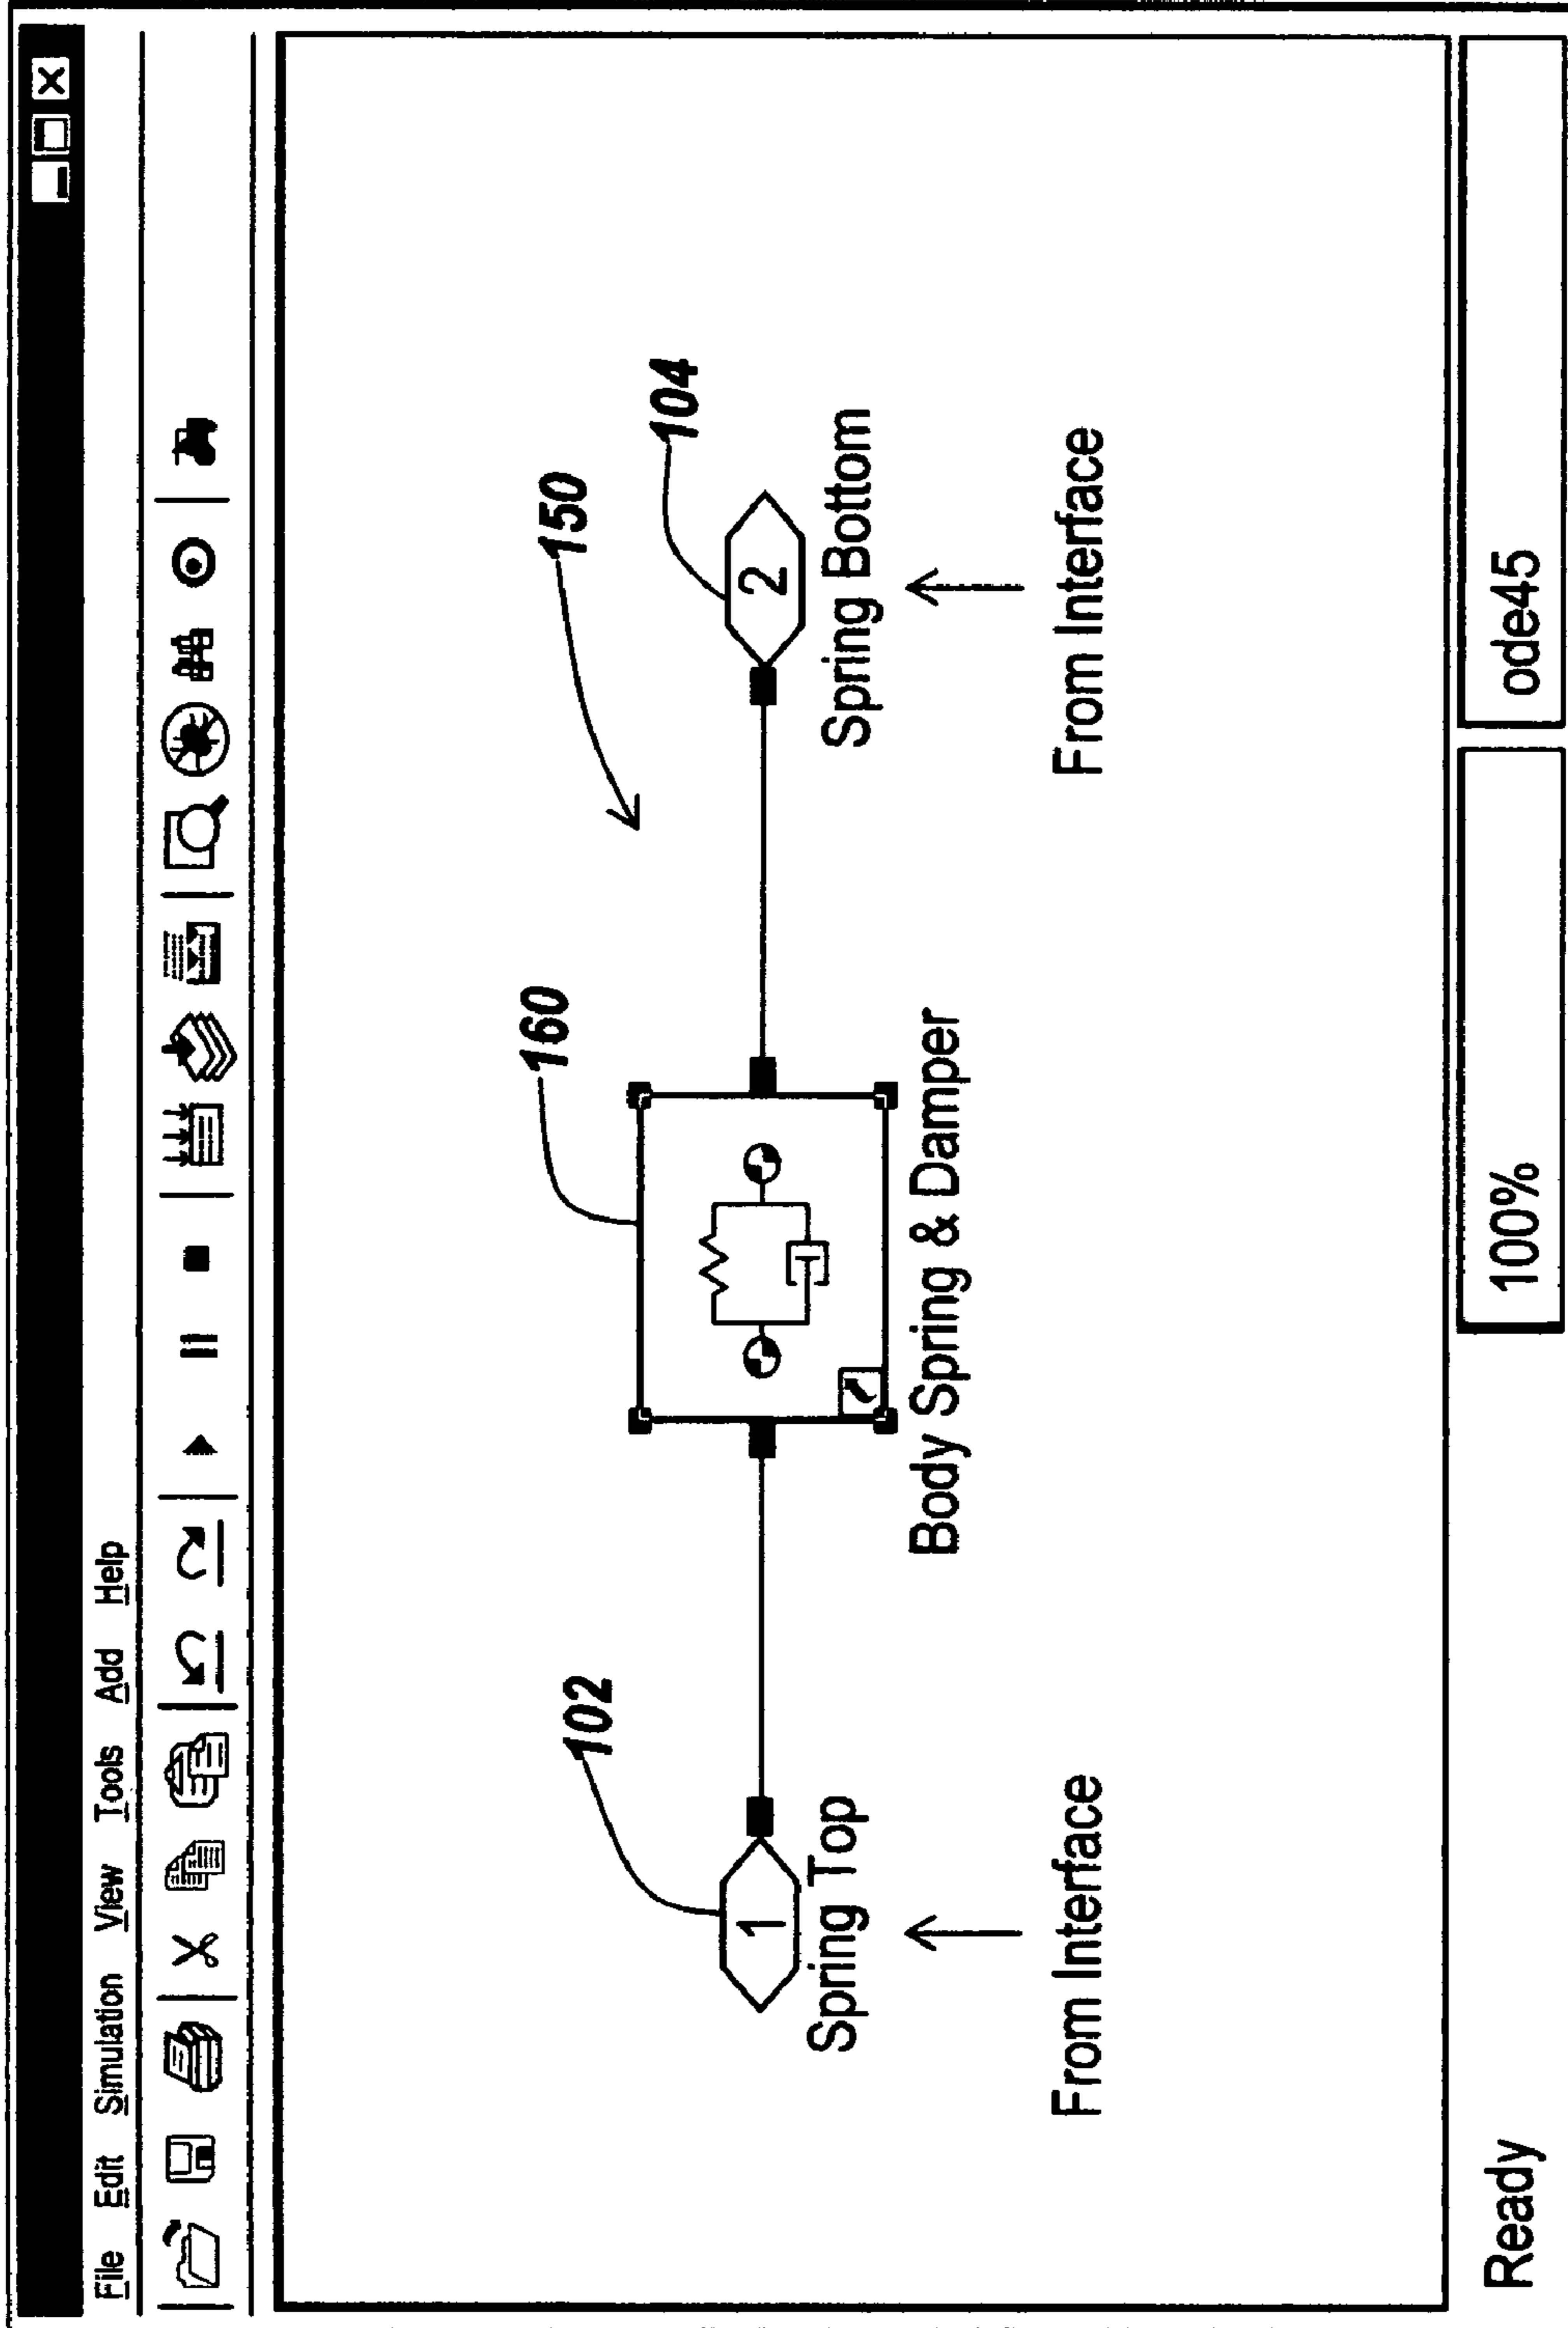 File Edit Simulation View Tools Add Help
160
150
102
104
1
2
Spring Top
Body Spring & Damper
Spring Bottom
From Interface
From Interface
Ready
100%
ode45